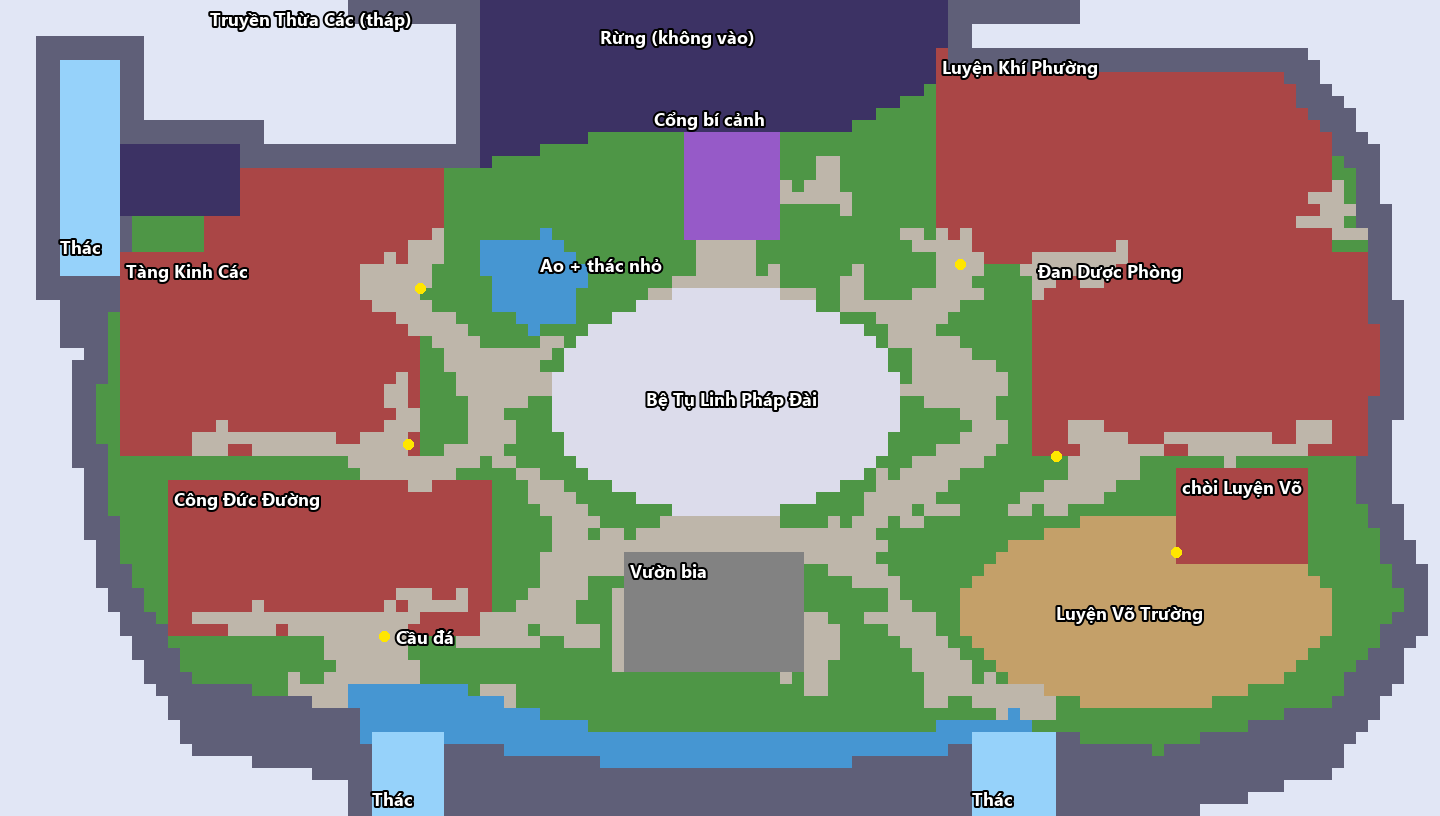 Truyền Thừa Các (tháp)
Rừng (không vào)
Luyện Khí Phường
Cổng bí cảnh
Thác
Tàng Kinh Các
Ao + thác nhỏ
Đan Dược Phòng
Bệ Tụ Linh Pháp Đài
Công Đức Đường
chòi Luyện Võ
Vườn bia
Luyện Võ Trường
Cầu đá
Thác
Thác